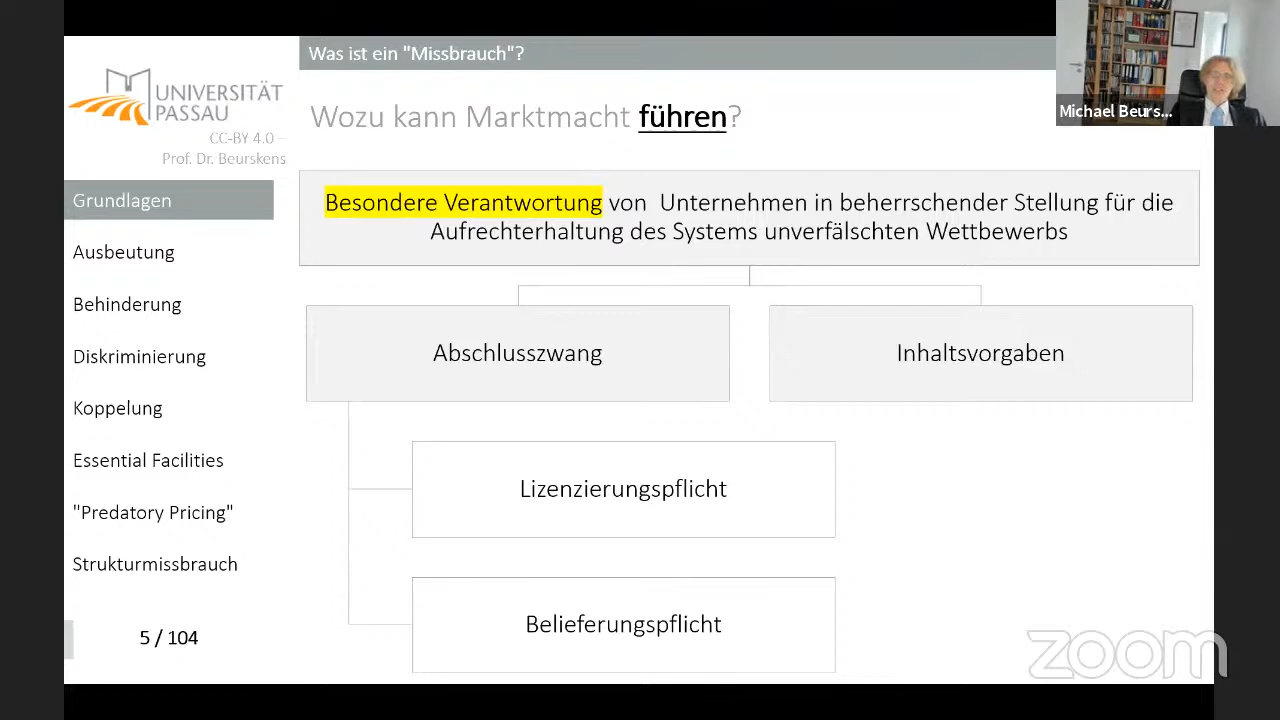 Was ist ein "Missbrauch"?
UNIVERSITÄT
PASSAU
CC-BY 4.0 –
Prof. Dr. Beurskens
Wozu kann Marktmacht führen?
Michael Beurs...
Grundlagen
Ausbeutung
Behinderung
Diskriminierung
Koppelung
Essential Facilities
"Predatory Pricing"
Strukturmissbrauch
5 / 104
Besondere Verantwortung von Unternehmen in beherrschender Stellung für die
Aufrechterhaltung des Systems unverfälschten Wettbewerbs
Abschlusszwang
Inhaltsvorgaben
Lizenzierungspflicht
Belieferungspflicht
zoom